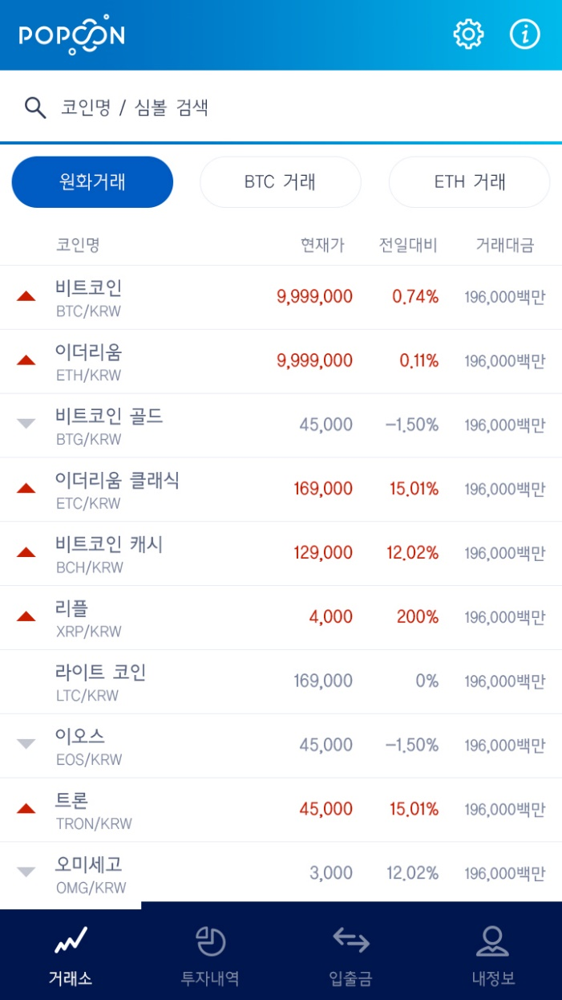 POPCON
코인명 / 심볼 검색
원화거래 BTC 거래 ETH 거래
코인명 현재가 전일대비 거래대금
비트코인 9,999,000 0.74% 196,000백만
BTC/KRW
이더리움 9,999,000 0.11% 196,000백만
ETH/KRW
비트코인 골드 45,000 –1.50% 196,000백만
BTG/KRW
이더리움 클래식 169,000 15.01% 196,000백만
ETC/KRW
비트코인 캐시 129,000 12.02% 196,000백만
BCH/KRW
리플 4,000 200% 196,000백만
XRP/KRW
라이트 코인 169,000 0% 196,000백만
LTC/KRW
이오스 45,000 –1.50% 196,000백만
EOS/KRW
트론 45,000 15.01% 196,000백만
TRON/KRW
오미세고 3,000 12.02% 196,000백만
OMG/KRW
거래소 투자내역 입출금 내정보